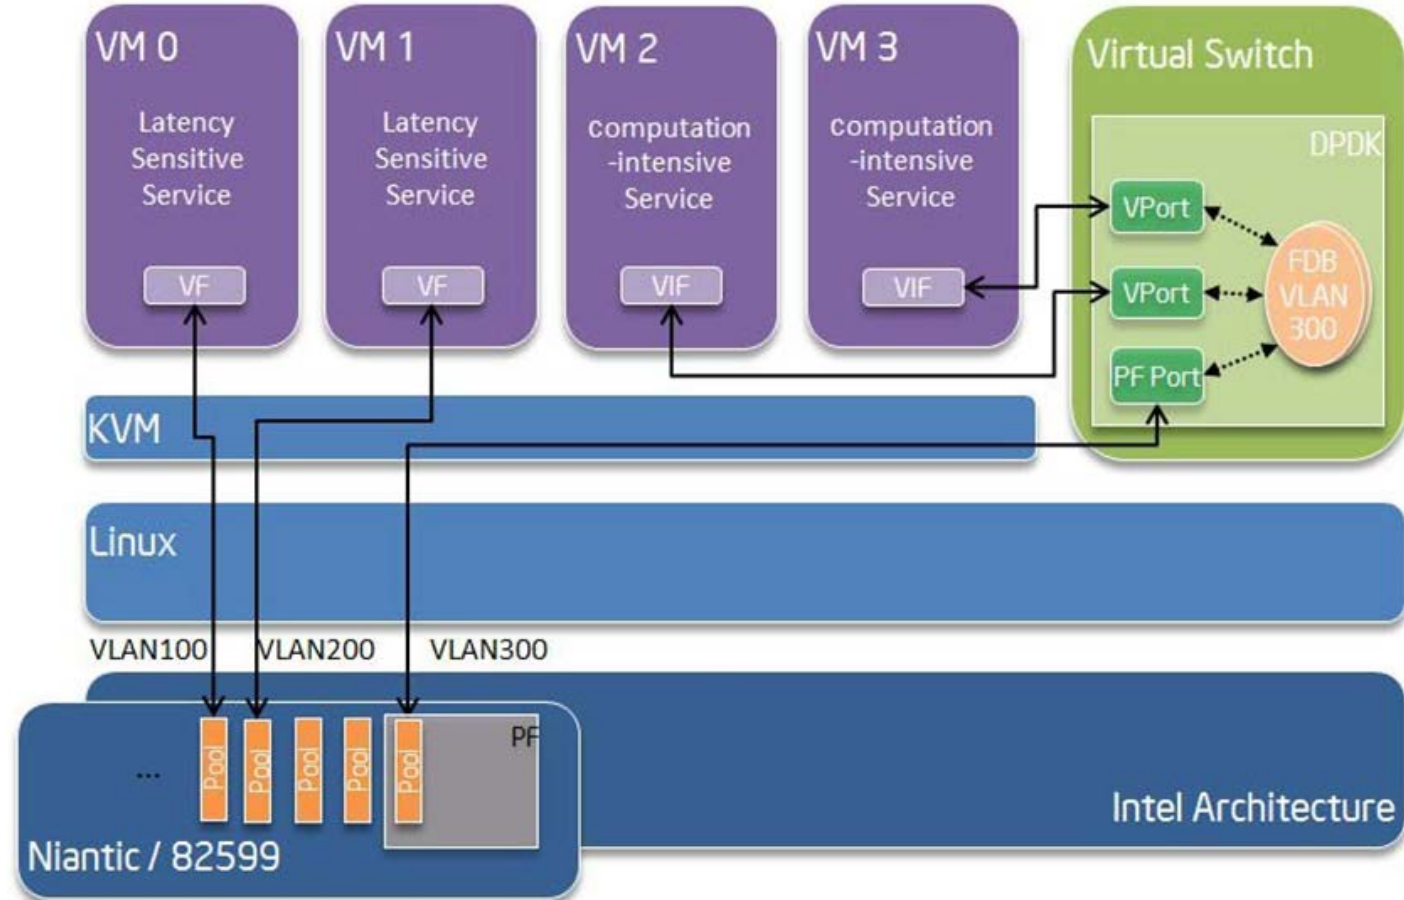 VM 0
Latency
Sensitive
Service
VF
VM 1
Latency
Sensitive
Service
VF
VM 2
computation
-intensive
Service
VIF
VM 3
computation
-intensive
Service
VIF
Virtual Switch
DPDK
VPort
VPort
PF Port
FDB
VLAN
300
KVM
Linux
VLAN100
VLAN200
VLAN300
...
Pool
Pool
Pool
Pool
Pool
PF
Niantic / 82599
Intel Architecture